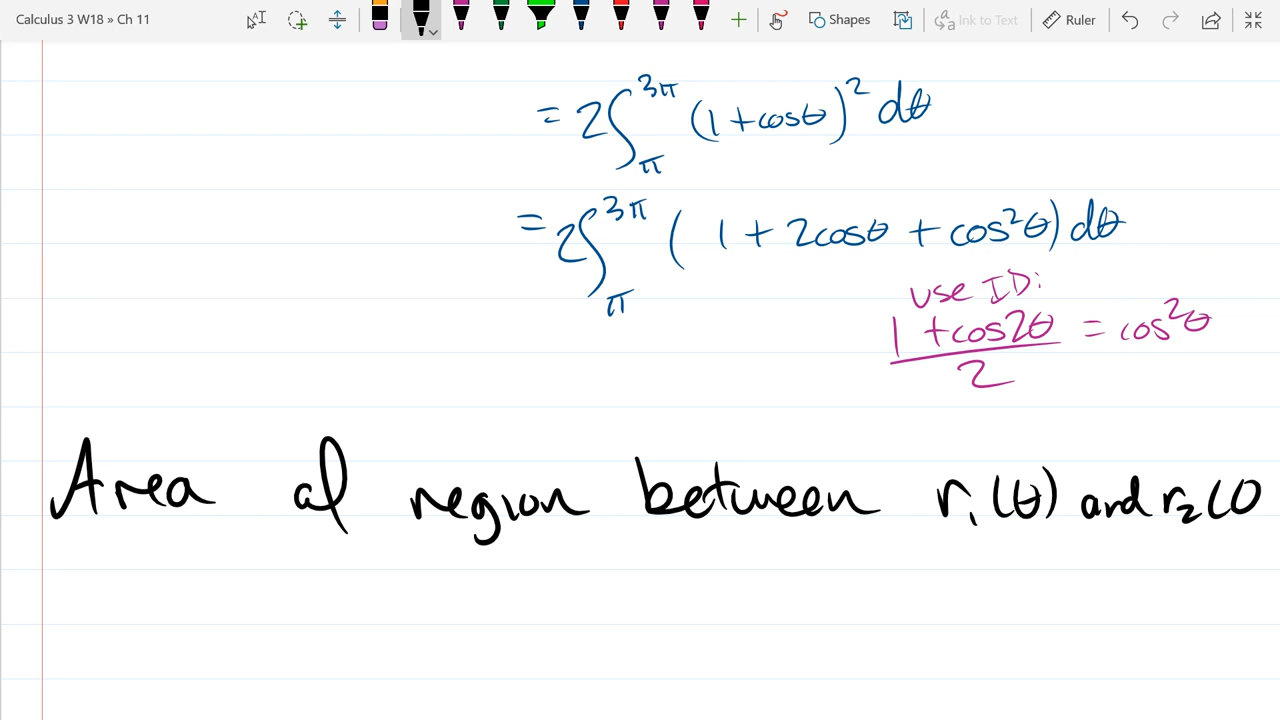 Calculus 3 W18 » Ch 11
Shapes
Ink to Text
Ruler
= 2∫_π^{3π} (1+cosθ)² dθ
= 2∫_π^{3π} (1 + 2cosθ + cos²θ) dθ
use ID:
(1+cos2θ)/2 = cos²θ
Area of region between r₁(θ) and r₂(0